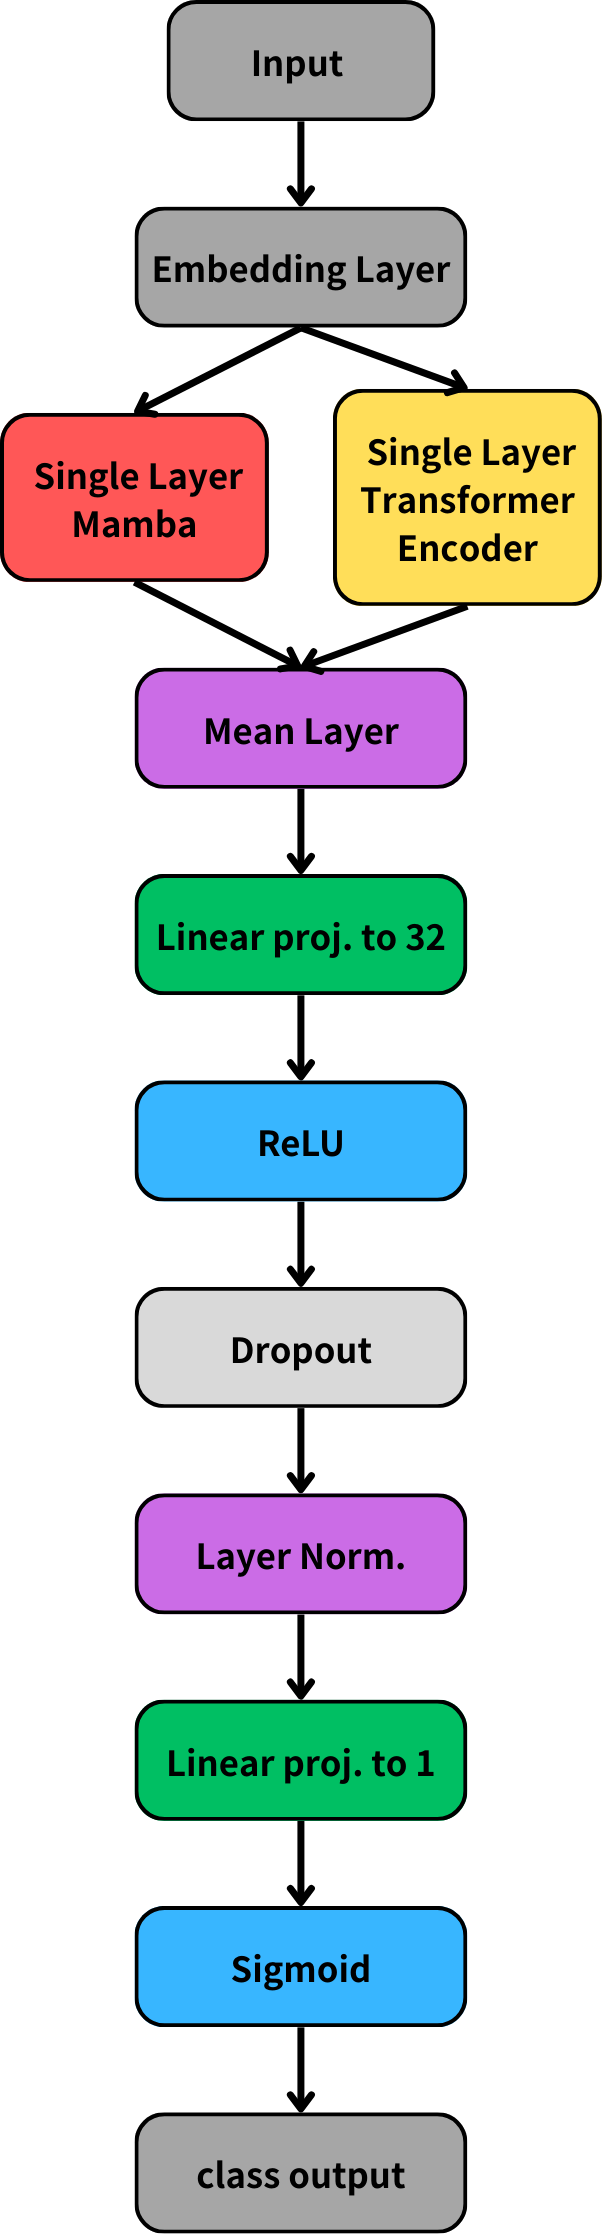 Input
Embedding Layer
Single Layer
Mamba
Single Layer
Transformer
Encoder
Mean Layer
Linear proj. to 32
ReLU
Dropout
Layer Norm.
Linear proj. to 1
Sigmoid
class output